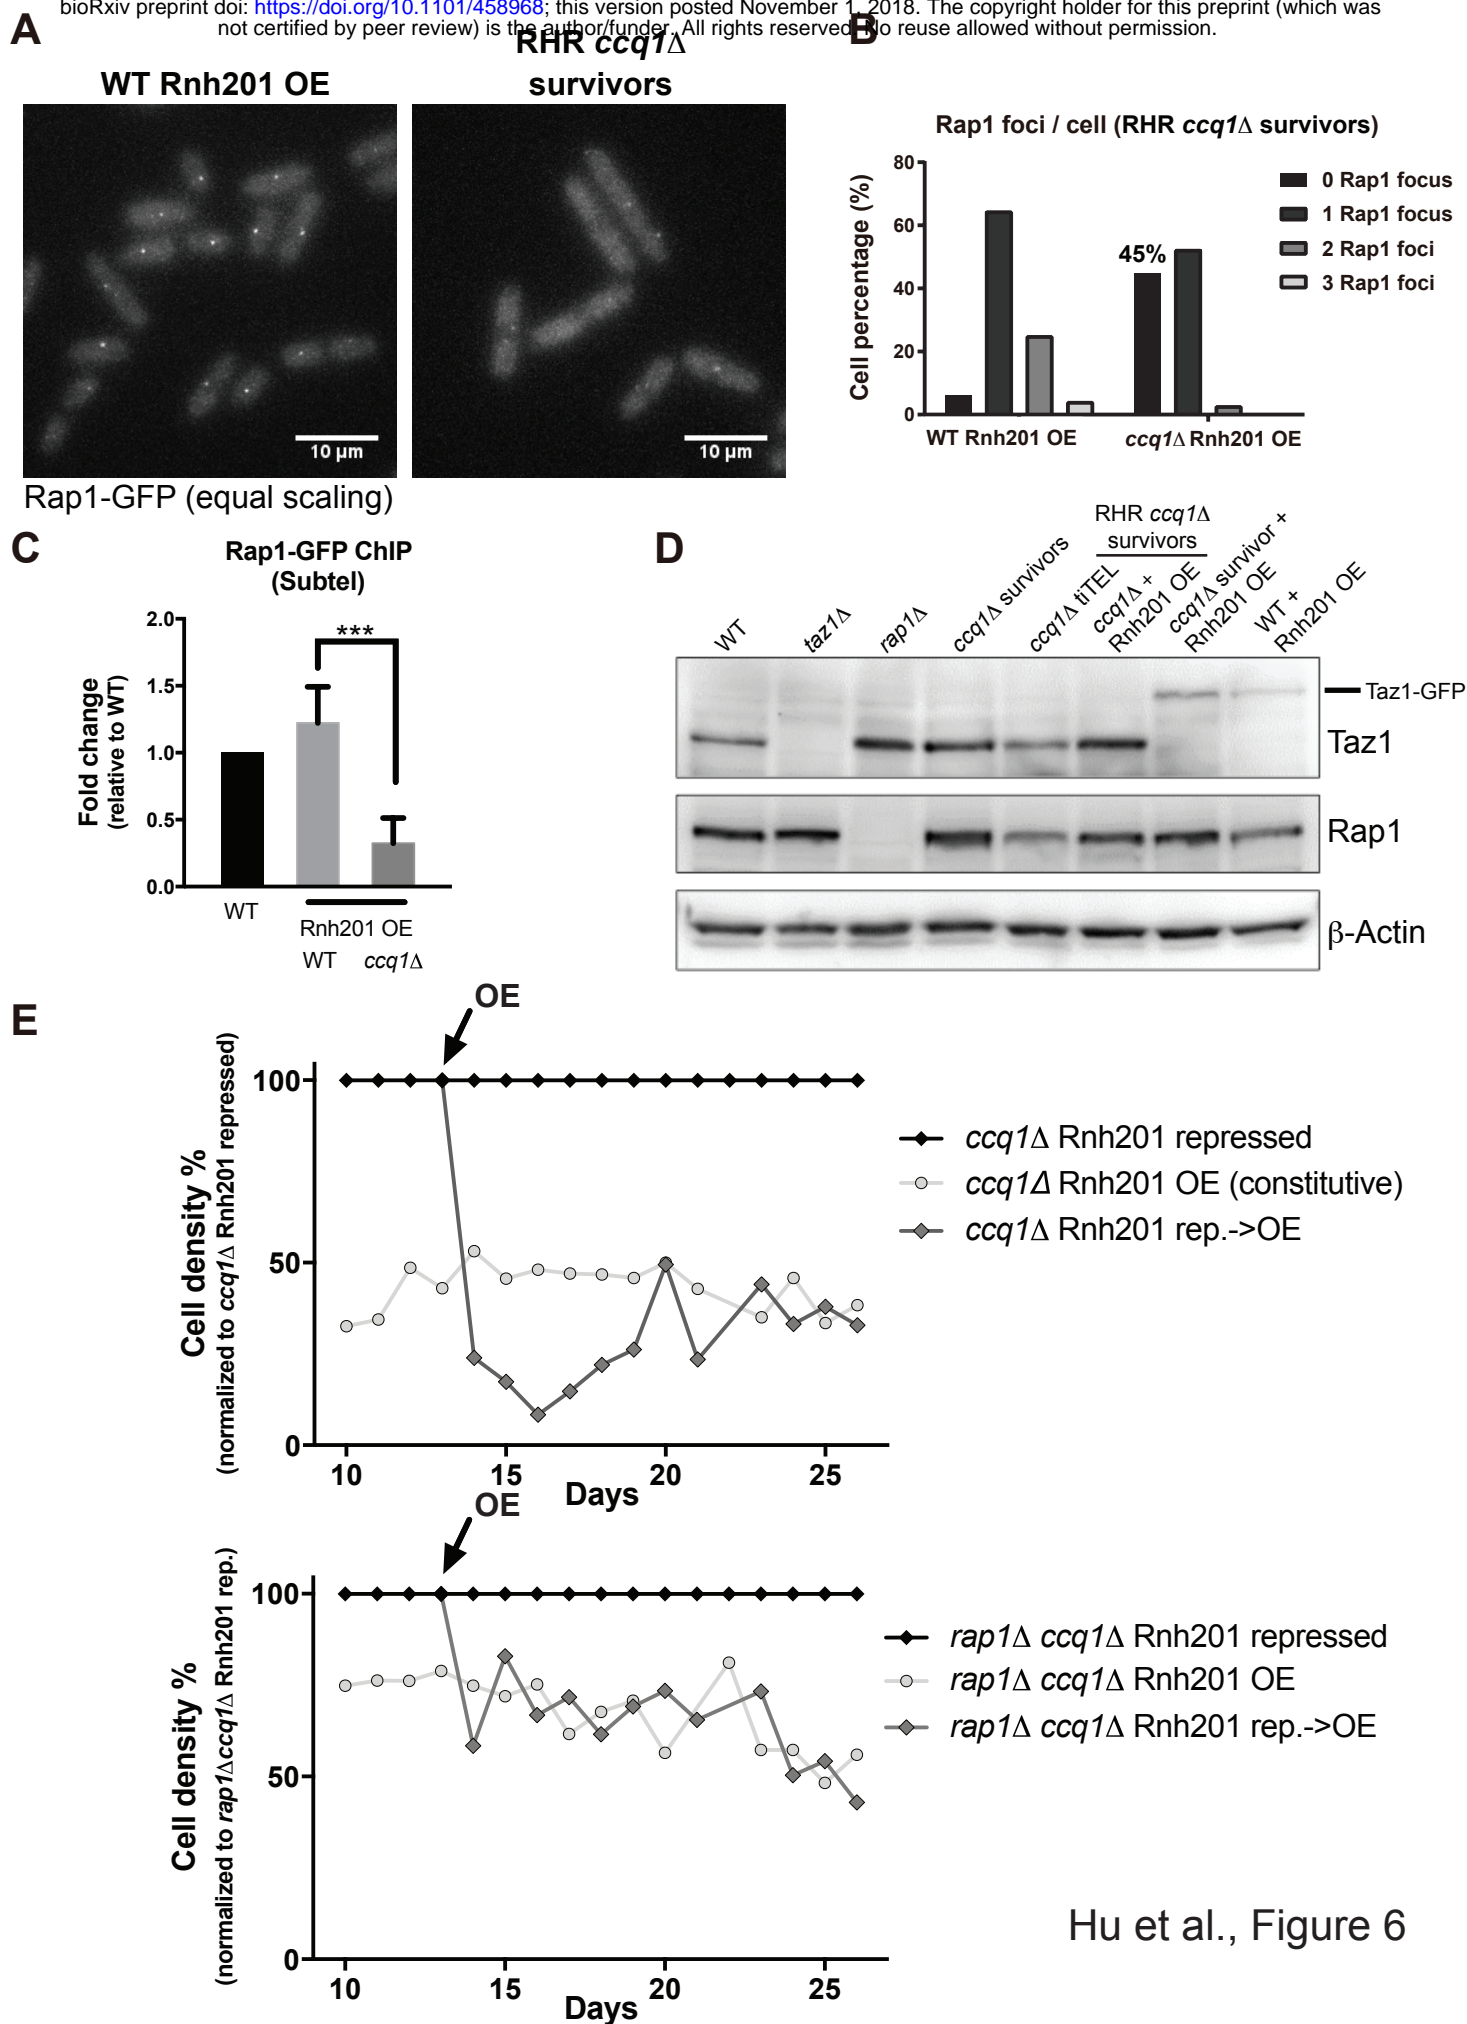 bioRxiv preprint doi: https://doi.org/10.1101/458968; this version posted November 1, 2018. The copyright holder for this preprint (which was
not certified by peer review) is the author/funder. All rights reserved. No reuse allowed without permission.
A
WT Rnh201 OE
RHR ccq1Δ
survivors
10 μm
10 μm
Rap1-GFP (equal scaling)
B
Rap1 foci / cell (RHR ccq1Δ survivors)
Cell percentage (%)
80
60
40
20
0
45%
0 Rap1 focus
1 Rap1 focus
2 Rap1 foci
3 Rap1 foci
WT Rnh201 OE
ccq1Δ Rnh201 OE
C
Rap1-GFP ChIP
(Subtel)
Fold change
(relative to WT)
2.0
1.5
1.0
0.5
0.0
***
WT
Rnh201 OE
WT ccq1Δ
D
RHR ccq1Δ
survivors
WT
taz1Δ
rap1Δ
ccq1Δ survivors
ccq1Δ tiTEL
ccq1Δ +
Rnh201 OE
ccq1Δ survivor +
Rnh201 OE
WT +
Rnh201 OE
Taz1-GFP
Taz1
Rap1
β-Actin
E
OE
Cell density %
(normalized to ccq1Δ Rnh201 repressed)
100
50
0
10 15 20 25
Days
ccq1Δ Rnh201 repressed
ccq1Δ Rnh201 OE (constitutive)
ccq1Δ Rnh201 rep.->OE
OE
Cell density %
(normalized to rap1Δccq1Δ Rnh201 rep.)
100
50
0
10 15 20 25
Days
rap1Δ ccq1Δ Rnh201 repressed
rap1Δ ccq1Δ Rnh201 OE
rap1Δ ccq1Δ Rnh201 rep.->OE
Hu et al., Figure 6